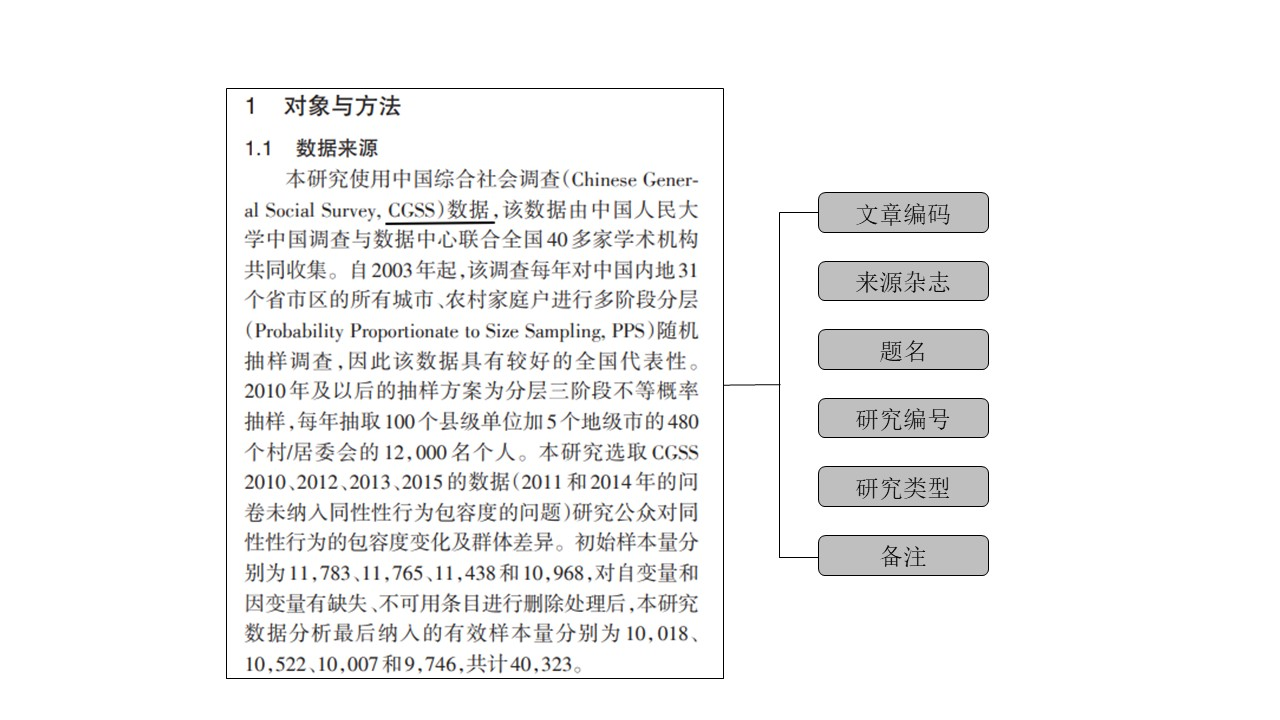 1 对象与方法
1.1 数据来源
本研究使用中国综合社会调查(Chinese Gener-
al Social Survey, CGSS)数据,该数据由中国人民大
学中国调查与数据中心联合全国40多家学术机构
共同收集。自2003年起,该调查每年对中国内地31
个省市区的所有城市、农村家庭户进行多阶段分层
(Probability Proportionate to Size Sampling, PPS)随机
抽样调查,因此该数据具有较好的全国代表性。
2010年及以后的抽样方案为分层三阶段不等概率
抽样,每年抽取100个县级单位加5个地级市的480
个村/居委会的12,000名个人。本研究选取CGSS
2010、2012、2013、2015的数据(2011和2014年的问
卷未纳入同性性行为包容度的问题)研究公众对同
性性行为的包容度变化及群体差异。初始样本量分
别为11,783、11,765、11,438和10,968,对自变量和
因变量有缺失、不可用条目进行删除处理后,本研究
数据分析最后纳入的有效样本量分别为10,018、
10,522、10,007和9,746,共计40,323。
文章编码
来源杂志
题名
研究编号
研究类型
备注